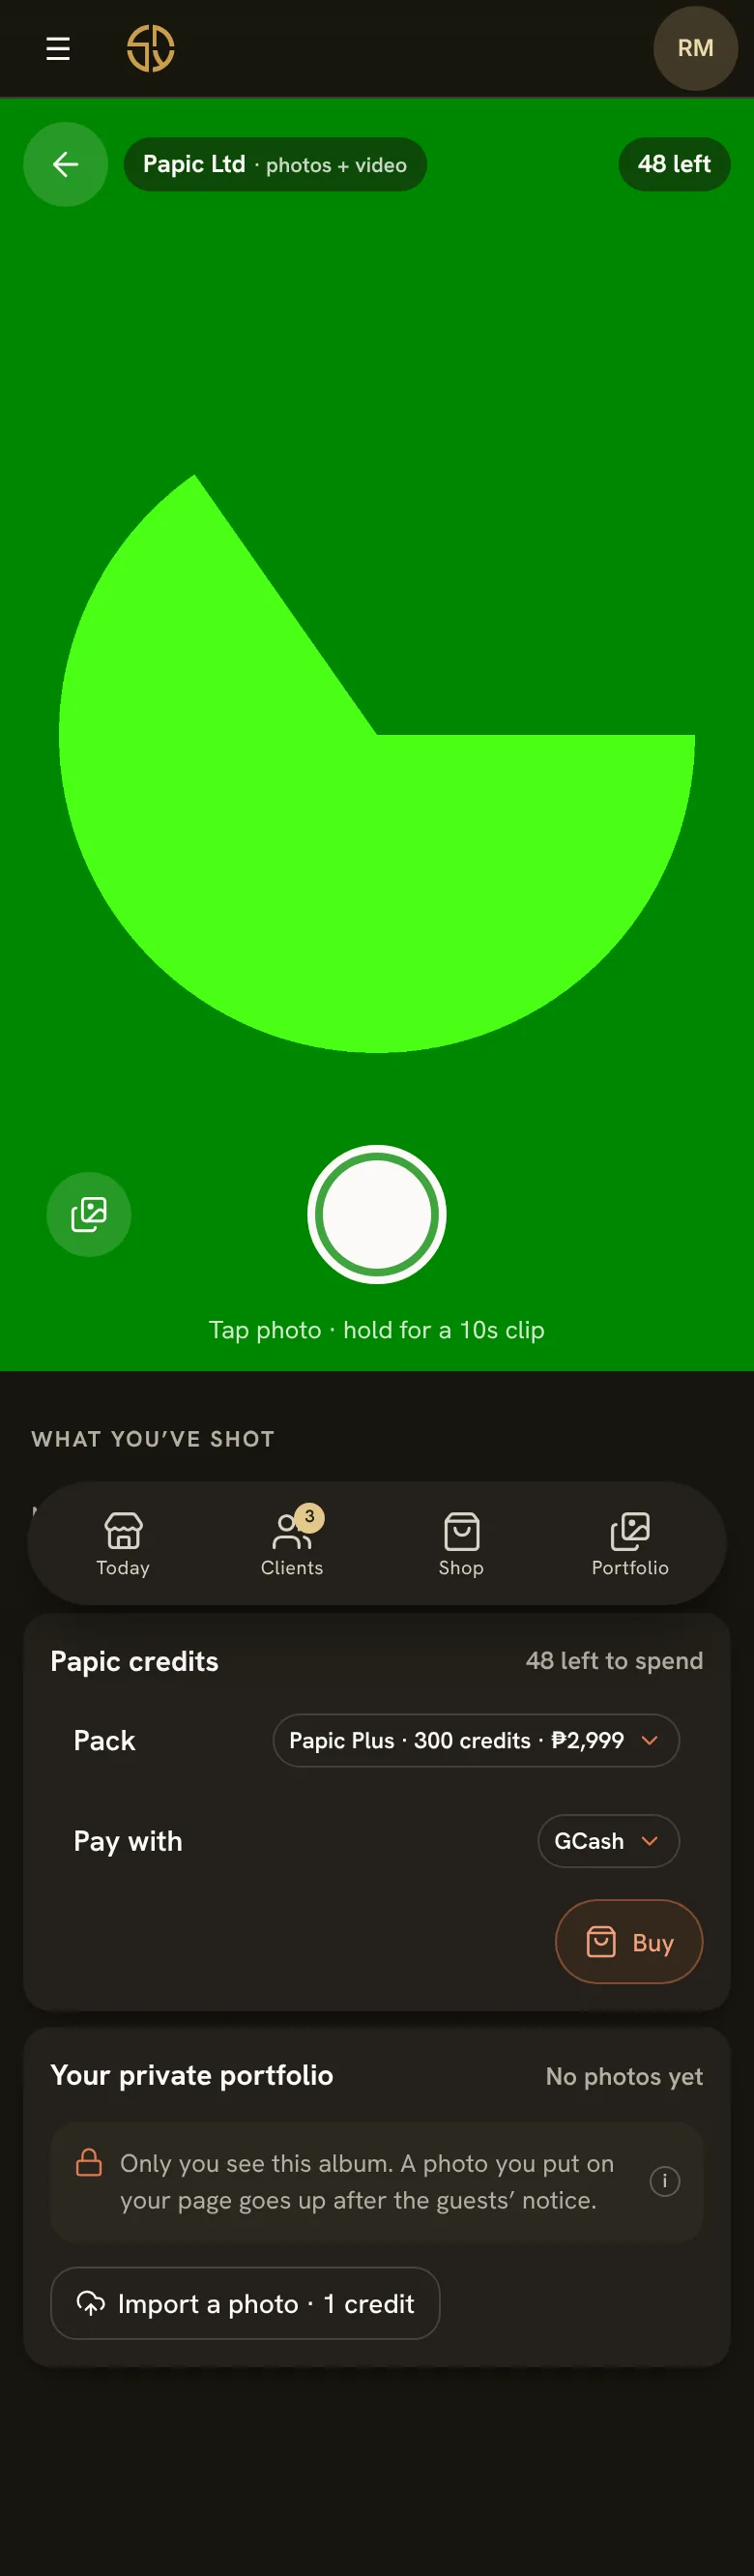 RM
Papic Ltd · photos + video
48 left
Tap photo · hold for a 10s clip
WHAT YOU’VE SHOT
3
Today
Clients
Shop
Portfolio
Papic credits
48 left to spend
Pack
Papic Plus · 300 credits · ₱2,999
Pay with
GCash
Buy
Your private portfolio
No photos yet
Only you see this album. A photo you put on
your page goes up after the guests’ notice.
i
Import a photo · 1 credit